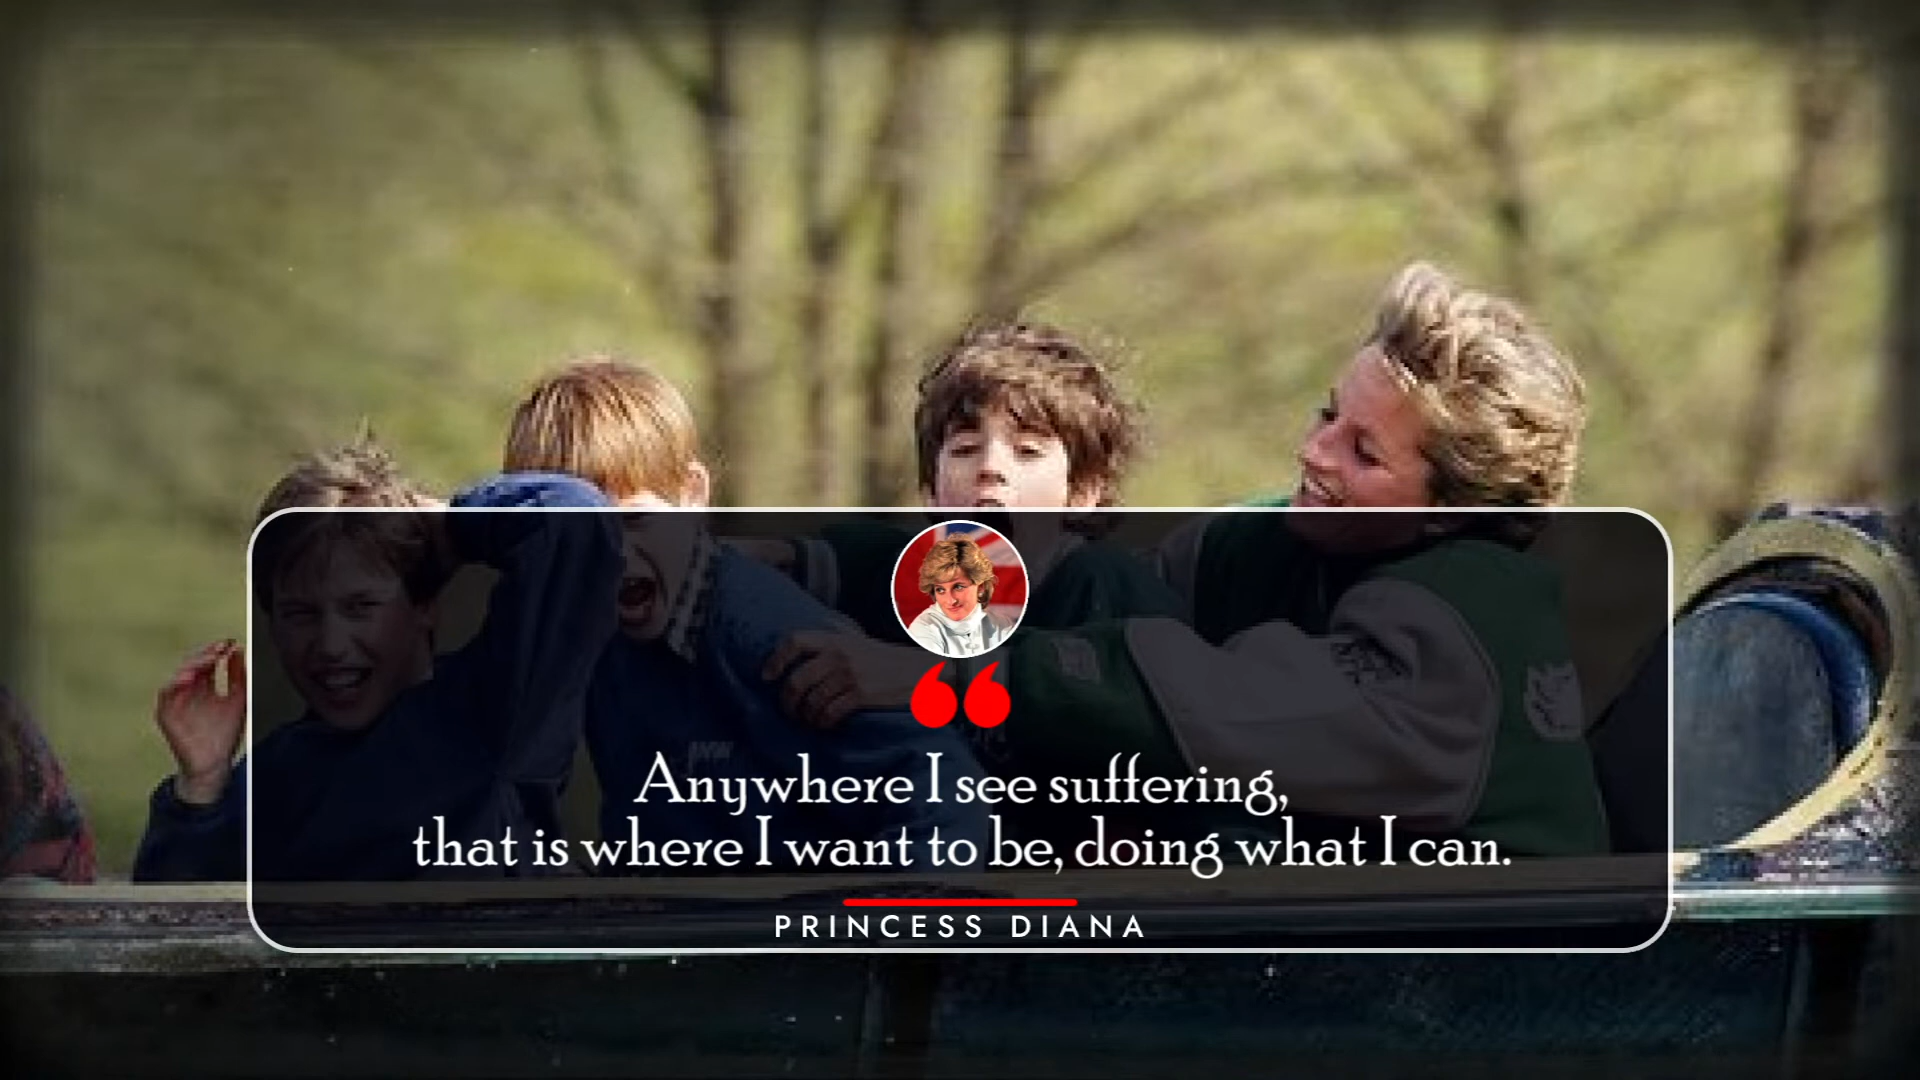 Anywhere I see suffering,
that is where I want to be, doing what I can.
PRINCESS DIANA